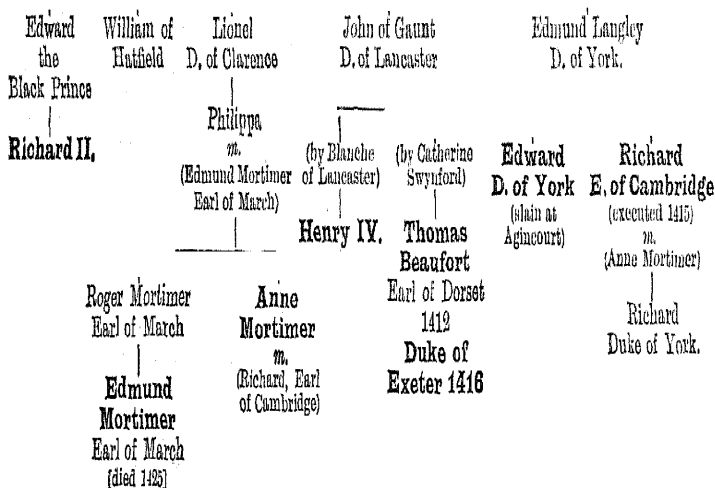 Edward
the
Black Prince
Richard II.
William of
Hatfield
Lionel
D. of Clarence
Philippa
m.
(Edmund Mortimer
Earl of March)
Roger Mortimer
Earl of March
Edmund
Mortimer
Earl of March
[died 1425]
Anne
Mortimer
m.
(Richard, Earl
of Cambridge)
John of Gaunt
D. of Lancaster
(by Blanche
of Lancaster)
Henry IV.
(by Catherine
Swynford)
Thomas
Beaufort
Earl of Dorset
1412
Duke of
Exeter 1416
Edmund Langley
D. of York.
Edward
D. of York
(slain at
Agincourt)
Richard
E. of Cambridge
(executed 1415)
m.
(Anne Mortimer)
Richard
Duke of York.